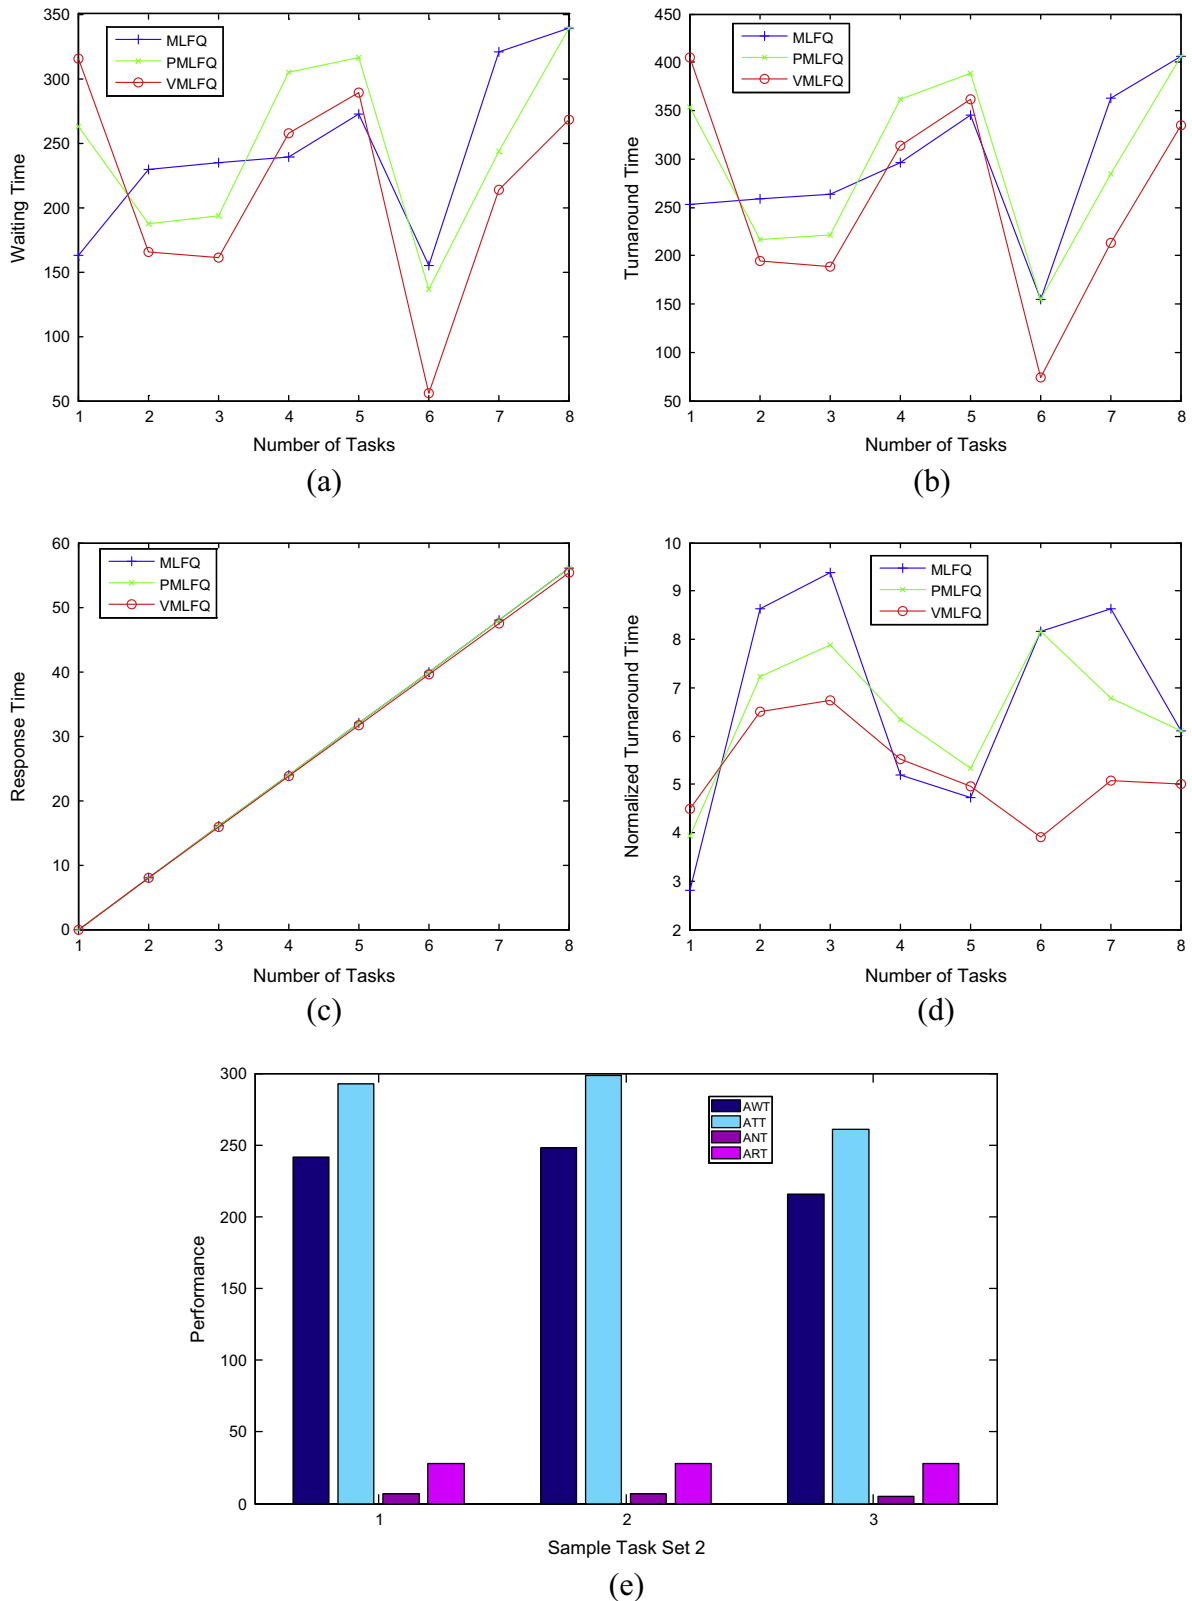 350
300
250
200
150
100
50
Waiting Time
MLFQ
PMLFQ
VMLFQ
1 2 3 4 5 6 7 8
Number of Tasks
(a)
450
400
350
300
250
200
150
100
50
Turnaround Time
MLFQ
PMLFQ
VMLFQ
1 2 3 4 5 6 7 8
Number of Tasks
(b)
60
50
40
30
20
10
0
Response Time
MLFQ
PMLFQ
VMLFQ
1 2 3 4 5 6 7 8
Number of Tasks
(c)
10
9
8
7
6
5
4
3
2
Normalized Turnaround Time
MLFQ
PMLFQ
VMLFQ
1 2 3 4 5 6 7 8
Number of Tasks
(d)
300
250
200
150
100
50
0
Performance
AWT
ATT
ANT
ART
1 2 3
Sample Task Set 2
(e)